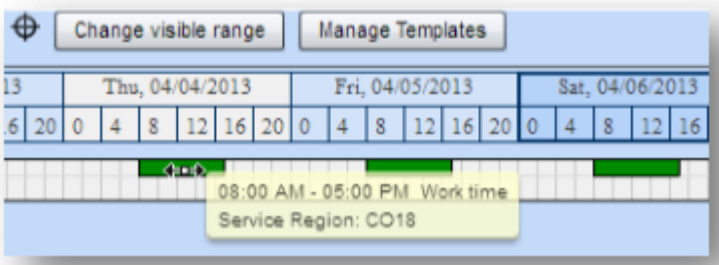 Change visible range Manage Templates
13 Thu, 04/04/2013 Fri, 04/05/2013 Sat, 04/06/2013
16 20 0 4 8 12 16 20 0 4 8 12 16 20 0 4 8 12 16
08:00 AM - 05:00 PM Work time
Service Region: CO18